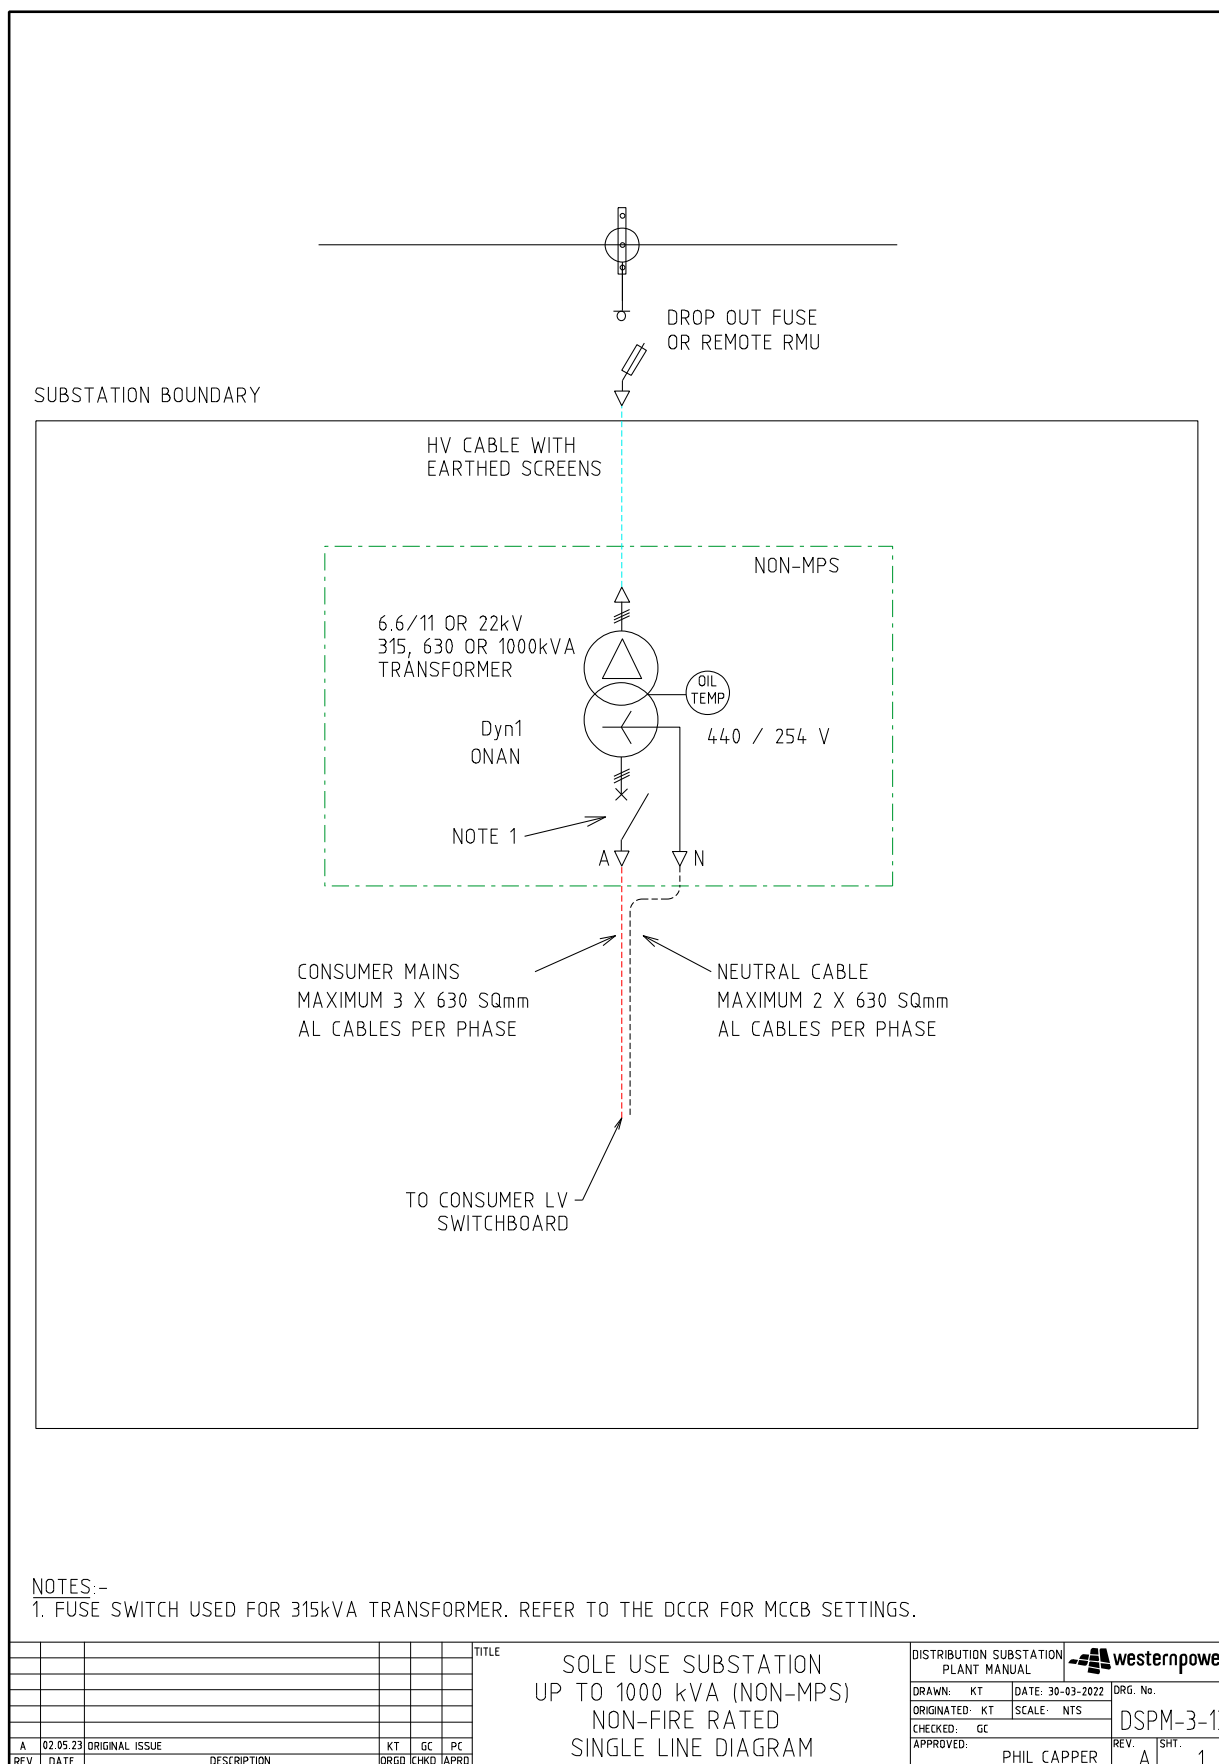 DROP OUT FUSE
OR REMOTE RMU
SUBSTATION BOUNDARY
HV CABLE WITH
EARTHED SCREENS
NON-MPS
6.6/11 OR 22kV
315, 630 OR 1000kVA
TRANSFORMER
OIL
TEMP
Dyn1
ONAN
440 / 254 V
NOTE 1
A
N
CONSUMER MAINS
MAXIMUM 3 X 630 SQmm
AL CABLES PER PHASE
NEUTRAL CABLE
MAXIMUM 2 X 630 SQmm
AL CABLES PER PHASE
TO CONSUMER LV
SWITCHBOARD
NOTES:-
1. FUSE SWITCH USED FOR 315kVA TRANSFORMER. REFER TO THE DCCR FOR MCCB SETTINGS.
A 02.05.23 ORIGINAL ISSUE KT GC PC
REV DATE DESCRIPTION ORGD CHKD APRD
TITLE
SOLE USE SUBSTATION
UP TO 1000 kVA (NON-MPS)
NON-FIRE RATED
SINGLE LINE DIAGRAM
DISTRIBUTION SUBSTATION
PLANT MANUAL
westernpowe
DRAWN: KT DATE: 30-03-2022
ORIGINATED: KT SCALE: NTS
CHECKED: GC
APPROVED:
PHIL CAPPER
DRG. No.
DSPM-3-1
REV. SHT.
A 1